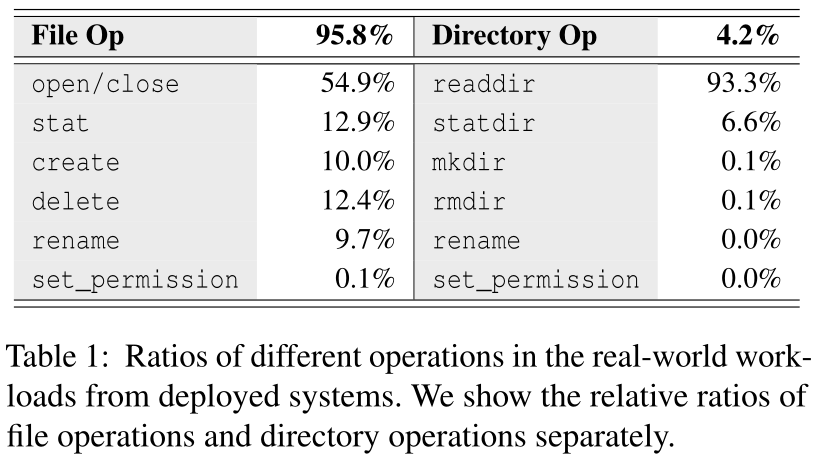 File Op 95.8% Directory Op 4.2%
open/close 54.9% readdir 93.3%
stat 12.9% statdir 6.6%
create 10.0% mkdir 0.1%
delete 12.4% rmdir 0.1%
rename 9.7% rename 0.0%
set_permission 0.1% set_permission 0.0%
Table 1: Ratios of different operations in the real-world work-
loads from deployed systems. We show the relative ratios of
file operations and directory operations separately.